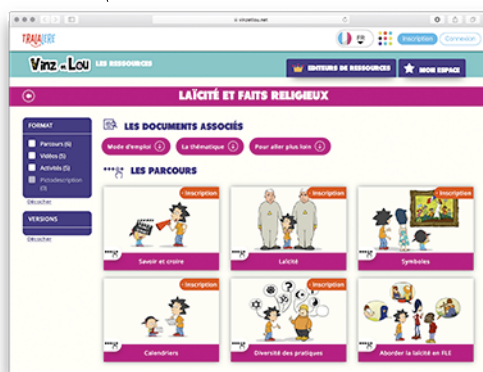 vinzetlou.net
TRALALERE
FR
Inscription
Connexion
Vinz et Lou LES RESSOURCES
EDITEURS DE RESSOURCES
MON ESPACE
LAÏCITÉ ET FAITS RELIGIEUX
FORMAT
Parcours (6)
Vidéos (5)
Activités (5)
Pictodescription
Décocher
VERSIONS
Décocher
LES DOCUMENTS ASSOCIÉS
Mode d'emploi
La thématique
Pour aller plus loin
LES PARCOURS
Inscription
Inscription
Inscription
Savoir et croire
Laïcité
Symboles
Inscription
Inscription
Inscription
Calendriers
Diversité des pratiques
Aborder la laïcité en FLE